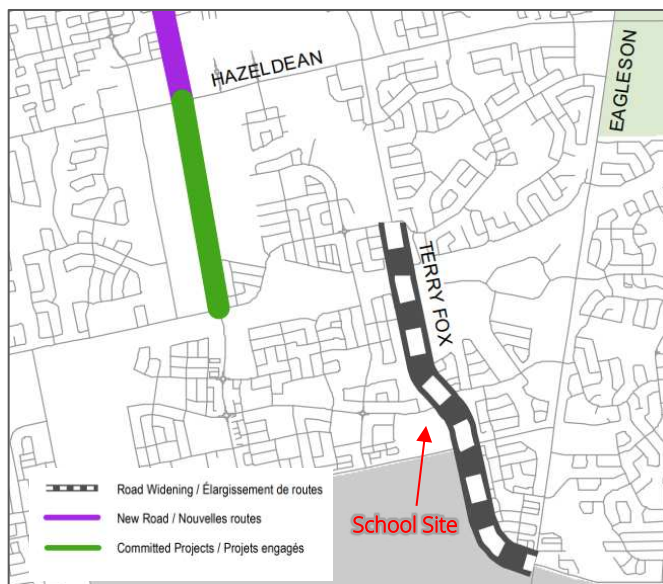 HAZELDEAN
EAGLESON
TERRY FOX
Road Widening / Élargissement de routes
New Road / Nouvelles routes
Committed Projects / Projets engagés
School Site